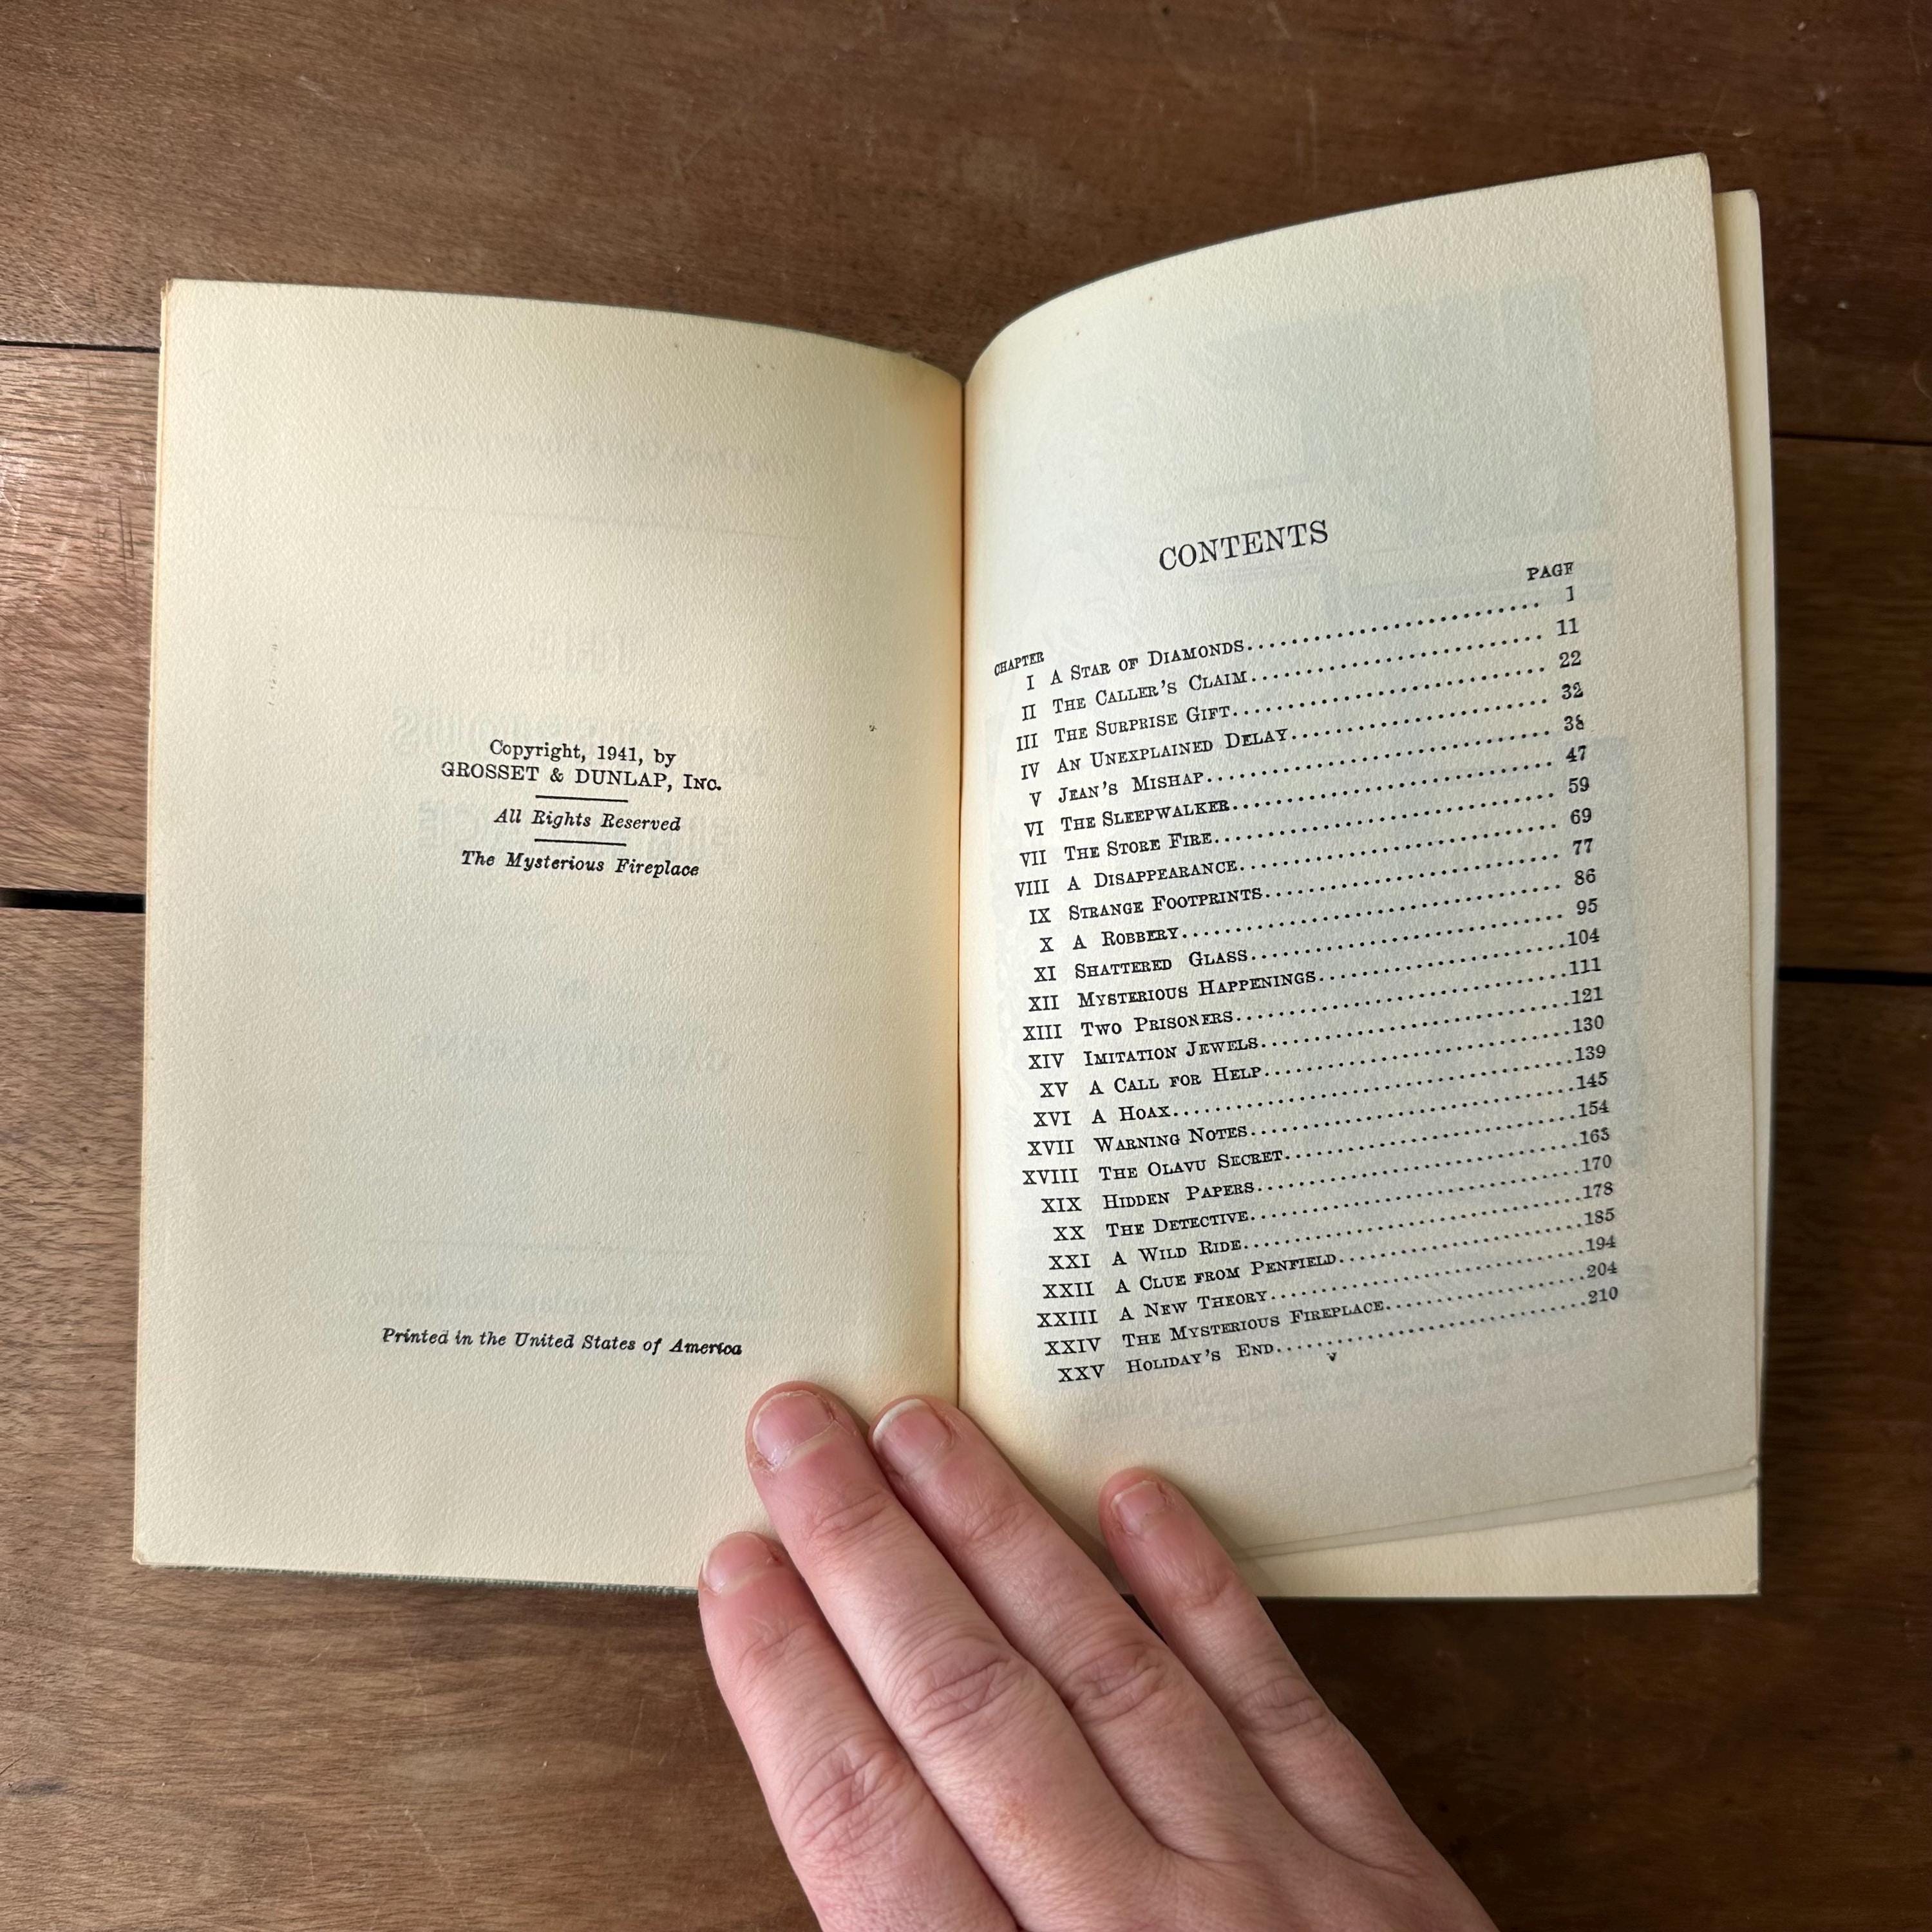 Copyright, 1941, by
GROSSET & DUNLAP, INC.
All Rights Reserved
The Mysterious Fireplace
Printed in the United States of America
CONTENTS
CHAPTER PAGE
I A STAR OF DIAMONDS 1
II THE CALLER'S CLAIM 11
III THE SURPRISE GIFT 22
IV AN UNEXPLAINED DELAY 32
V JEAN'S MISHAP 38
VI THE SLEEPWALKER 47
VII THE STORE FIRE 59
VIII A DISAPPEARANCE 69
IX STRANGE FOOTPRINTS 77
X A ROBBERY 86
XI SHATTERED GLASS 95
XII MYSTERIOUS HAPPENINGS 104
XIII TWO PRISONERS 111
XIV IMITATION JEWELS 121
XV A CALL FOR HELP 130
XVI A HOAX 139
XVII WARNING NOTES 145
XVIII THE OLAVU SECRET 154
XIX HIDDEN PAPERS 163
XX THE DETECTIVE 170
XXI A WILD RIDE 178
XXII A CLUE FROM PENFIELD 185
XXIII A NEW THEORY 194
XXIV THE MYSTERIOUS FIREPLACE 204
XXV HOLIDAY'S END 210
v